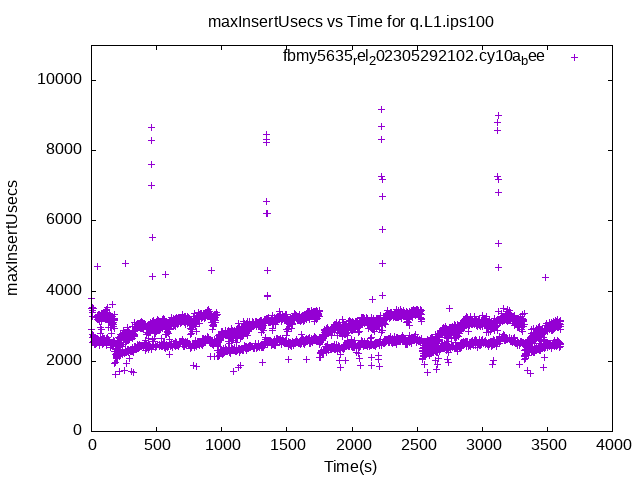 maxInsertUsecs vs Time for q.L1.ips100
fbmy5635rel202305292102.cy10abee
maxInsertUsecs
10000
8000
6000
4000
2000
0
0 500 1000 1500 2000 2500 3000 3500 4000
Time(s)